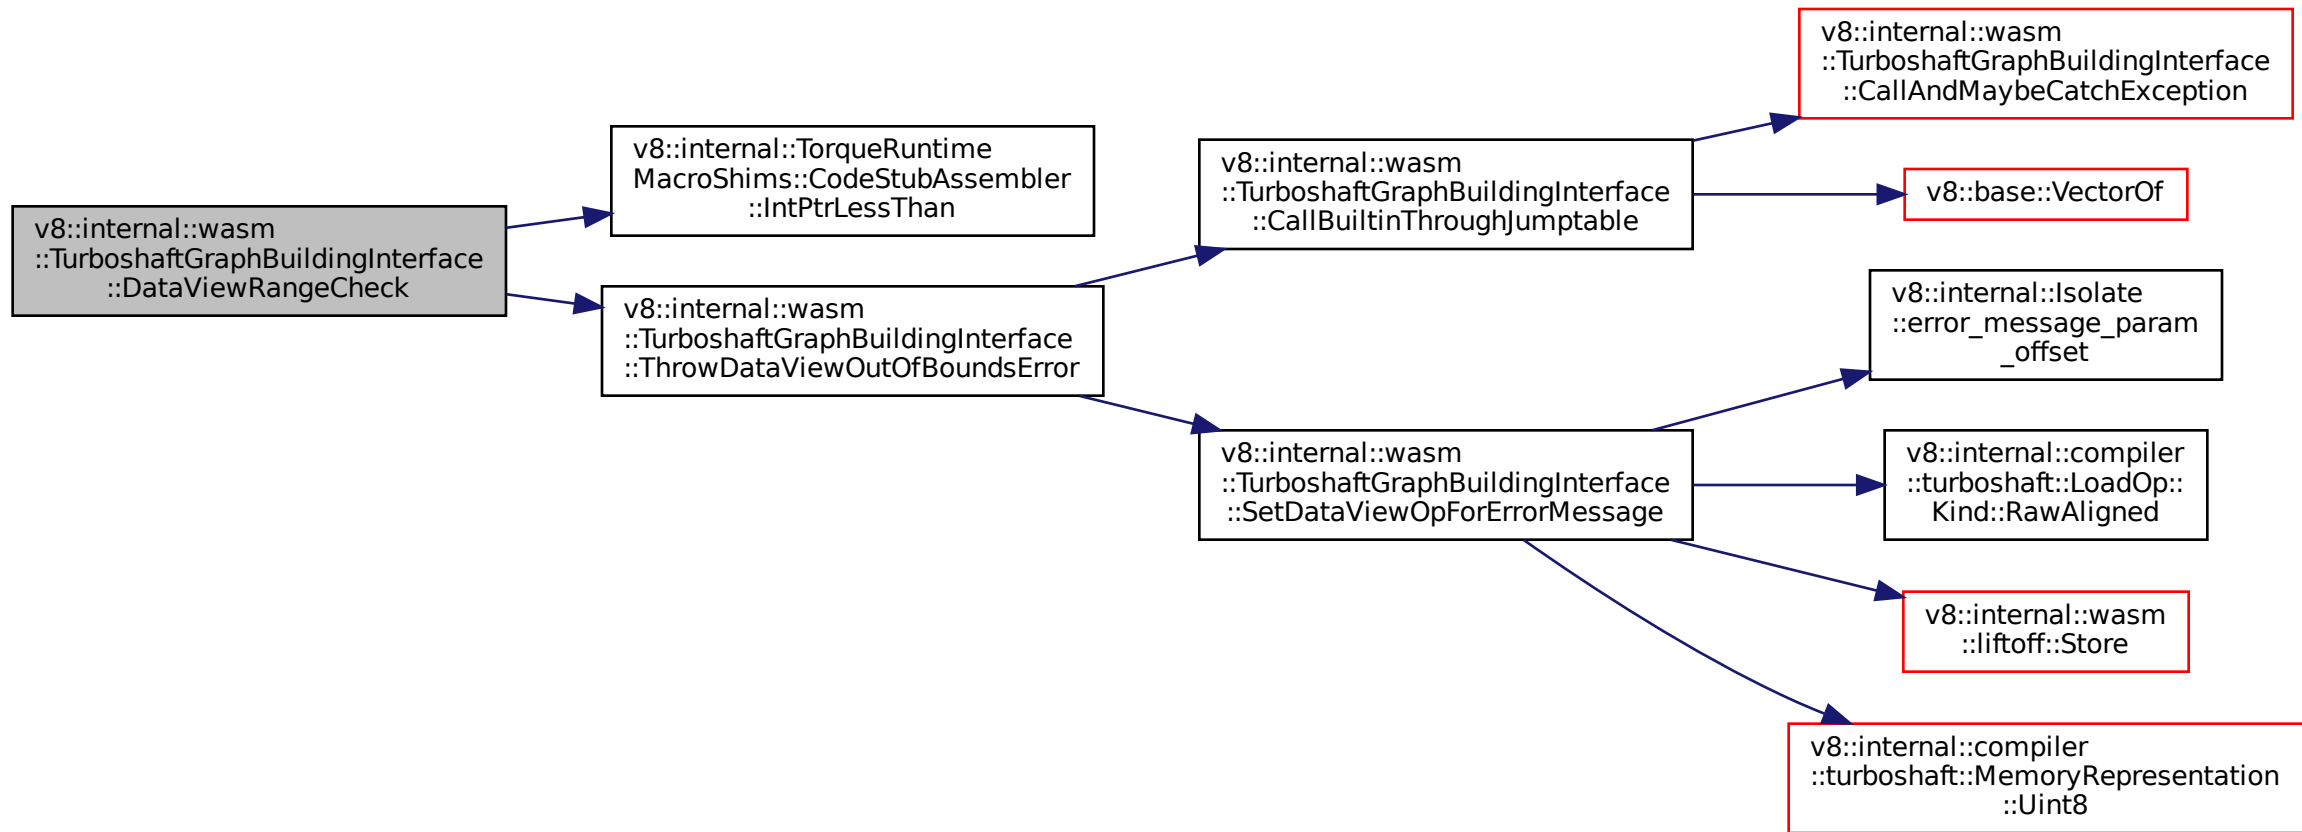 v8::internal::wasm
::TurboshaftGraphBuildingInterface
::DataViewRangeCheck
v8::internal::TorqueRuntime
MacroShims::CodeStubAssembler
::IntPtrLessThan
v8::internal::wasm
::TurboshaftGraphBuildingInterface
::ThrowDataViewOutOfBoundsError
v8::internal::wasm
::TurboshaftGraphBuildingInterface
::CallBuiltinThroughJumptable
v8::internal::wasm
::TurboshaftGraphBuildingInterface
::SetDataViewOpForErrorMessage
v8::internal::wasm
::TurboshaftGraphBuildingInterface
::CallAndMaybeCatchException
v8::base::VectorOf
v8::internal::Isolate
::error_message_param
_offset
v8::internal::compiler
::turboshaft::LoadOp::
Kind::RawAligned
v8::internal::wasm
::liftoff::Store
v8::internal::compiler
::turboshaft::MemoryRepresentation
::Uint8